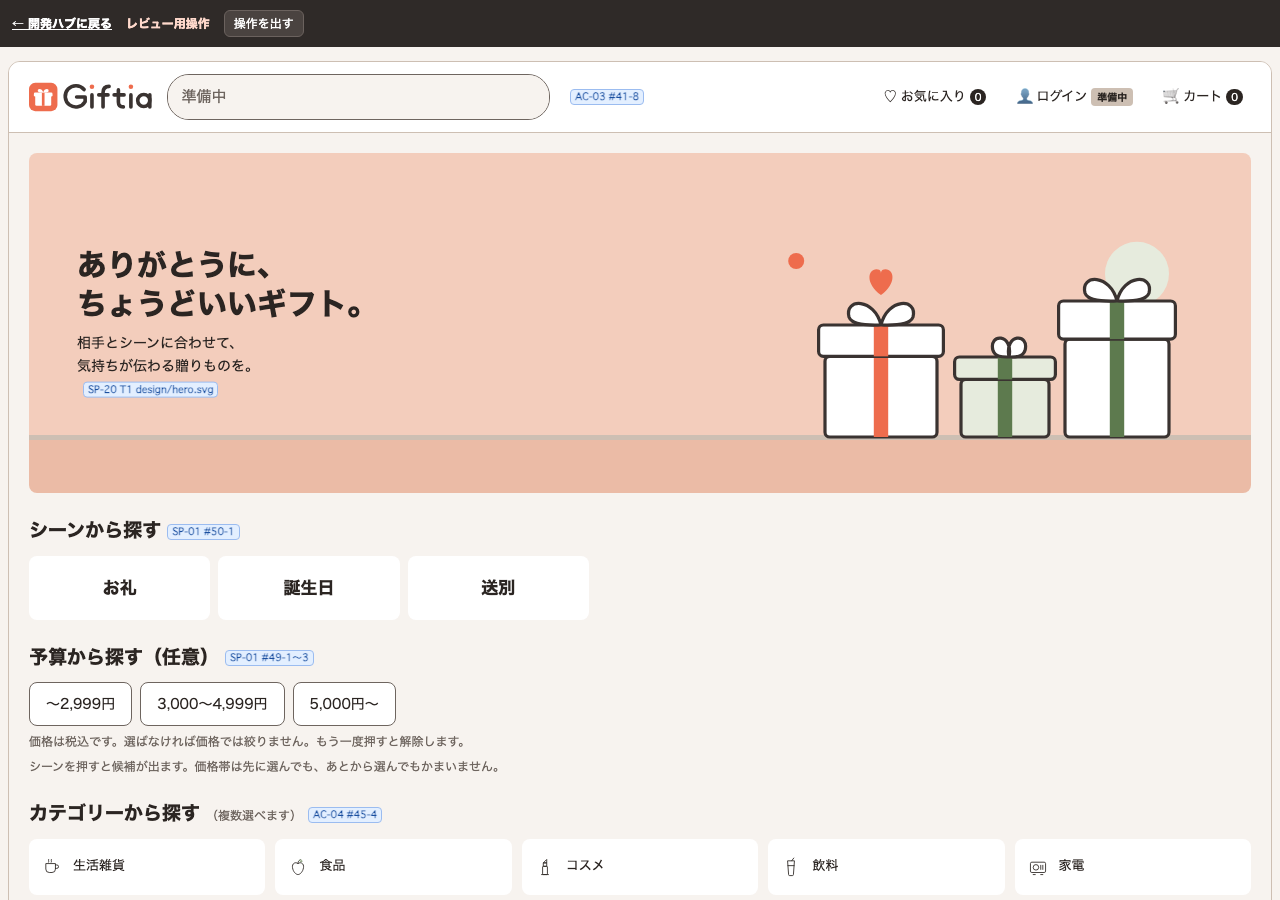 ← 開発ハブに戻る レビュー用操作 操作を出す
Giftia 準備中 AC-03 #41-8 ♡ お気に入り 0 ログイン 準備中 カート 0
ありがとうに、
ちょうどいいギフト。
相手とシーンに合わせて、
気持ちが伝わる贈りものを。
SP-20 T1 design/hero.svg
シーンから探す SP-01 #50-1
お礼 誕生日 送別
予算から探す（任意） SP-01 #49-1〜3
〜2,999円 3,000〜4,999円 5,000円〜
価格は税込です。選ばなければ価格では絞りません。もう一度押すと解除します。
シーンを押すと候補が出ます。価格帯は先に選んでも、あとから選んでもかまいません。
カテゴリーから探す （複数選べます） AC-04 #45-4
生活雑貨 食品 コスメ 飲料 家電